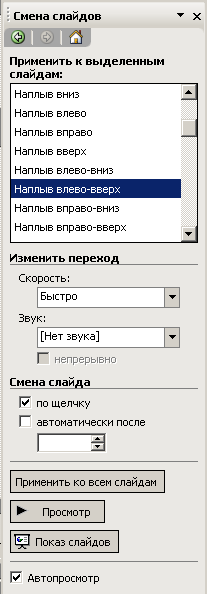 Смена слайдов
Применить к выделенным
слайдам:
Наплыв вниз
Наплыв влево
Наплыв вправо
Наплыв вверх
Наплыв влево-вниз
Наплыв влево-вверх
Наплыв вправо-вниз
Наплыв вправо-вверх
Изменить переход
Скорость:
Быстро
Звук:
[Нет звука]
непрерывно
Смена слайда
по щелчку
автоматически после
Применить ко всем слайдам
Просмотр
Показ слайдов
Автопросмотр